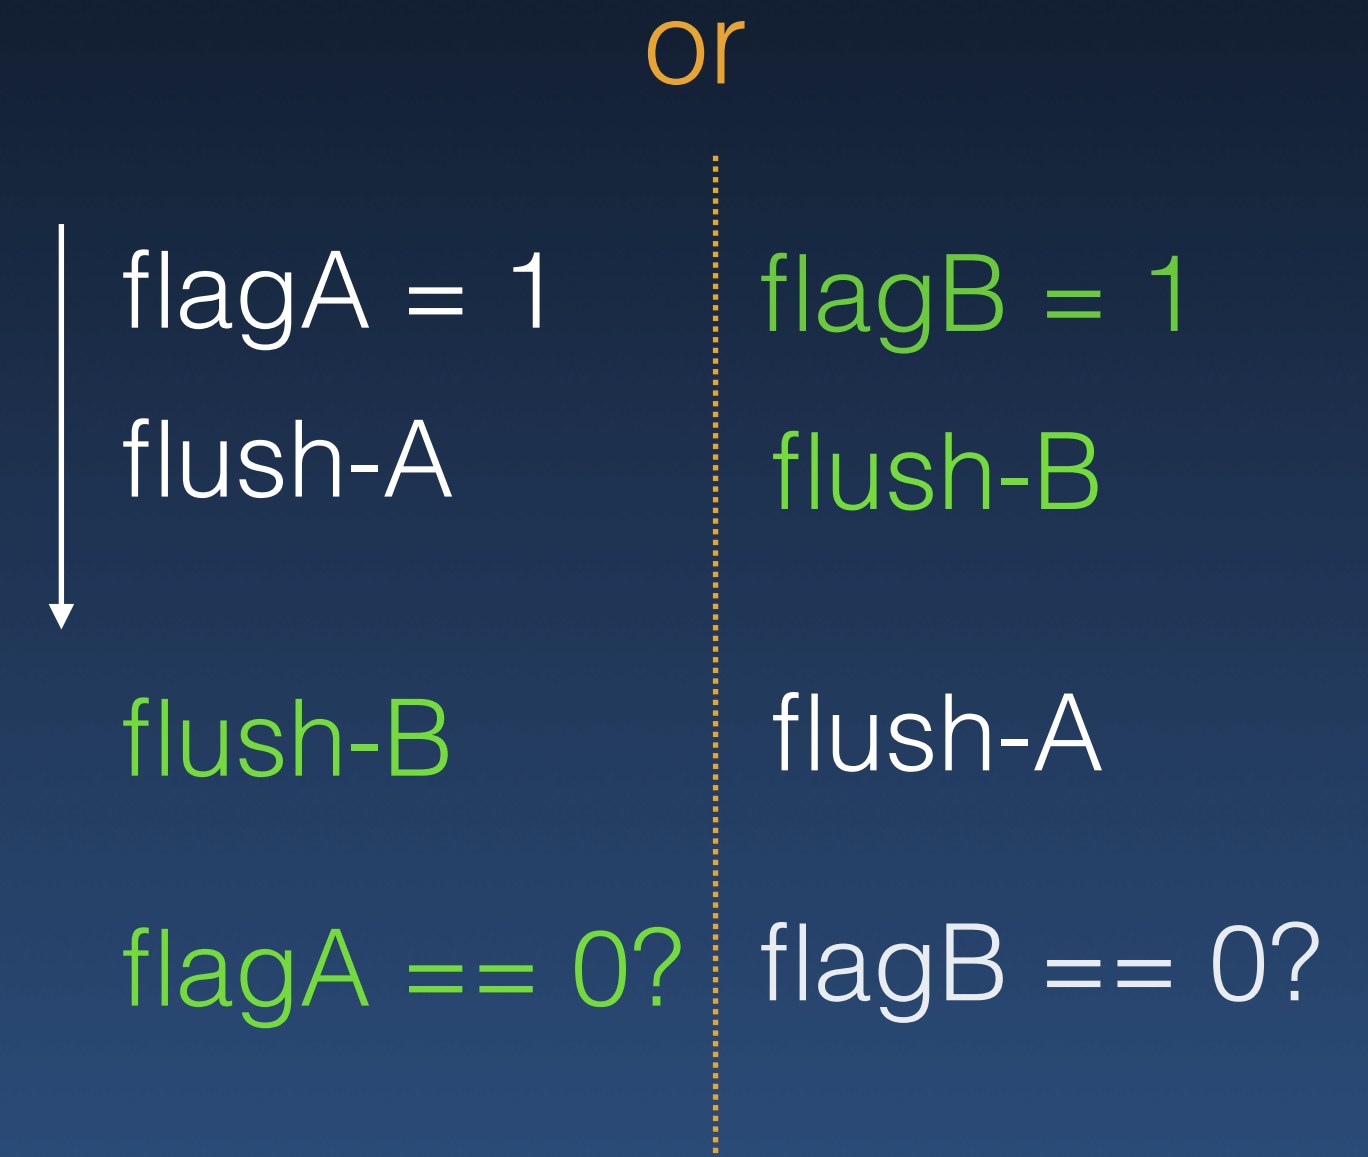 or
flagA = 1
flush-A
flush-B
flagA == 0?
flagB = 1
flush-B
flush-A
flagB == 0?